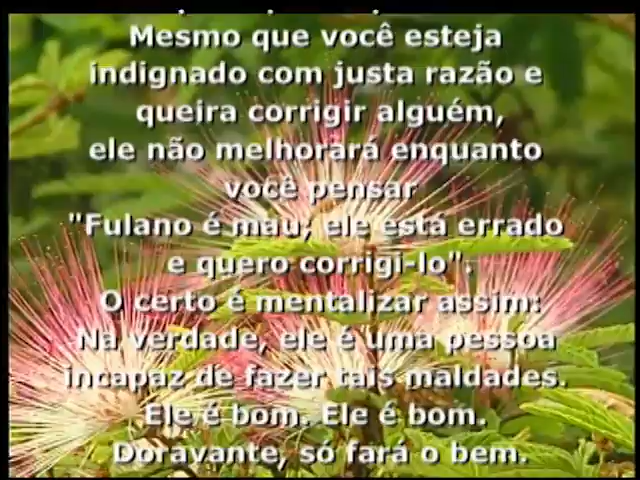 Mesmo que você esteja
indignado com justa razão e
queira corrigir alguém,
ele não melhorará enquanto
você pensar
"Fulano é mau; ele está errado
e quero corrigi-lo".
O certo é mentalizar assim:
Na verdade, ele é uma pessoa
incapaz de fazer tais maldades.
Ele é bom. Ele é bom.
Doravante, só fará o bem.